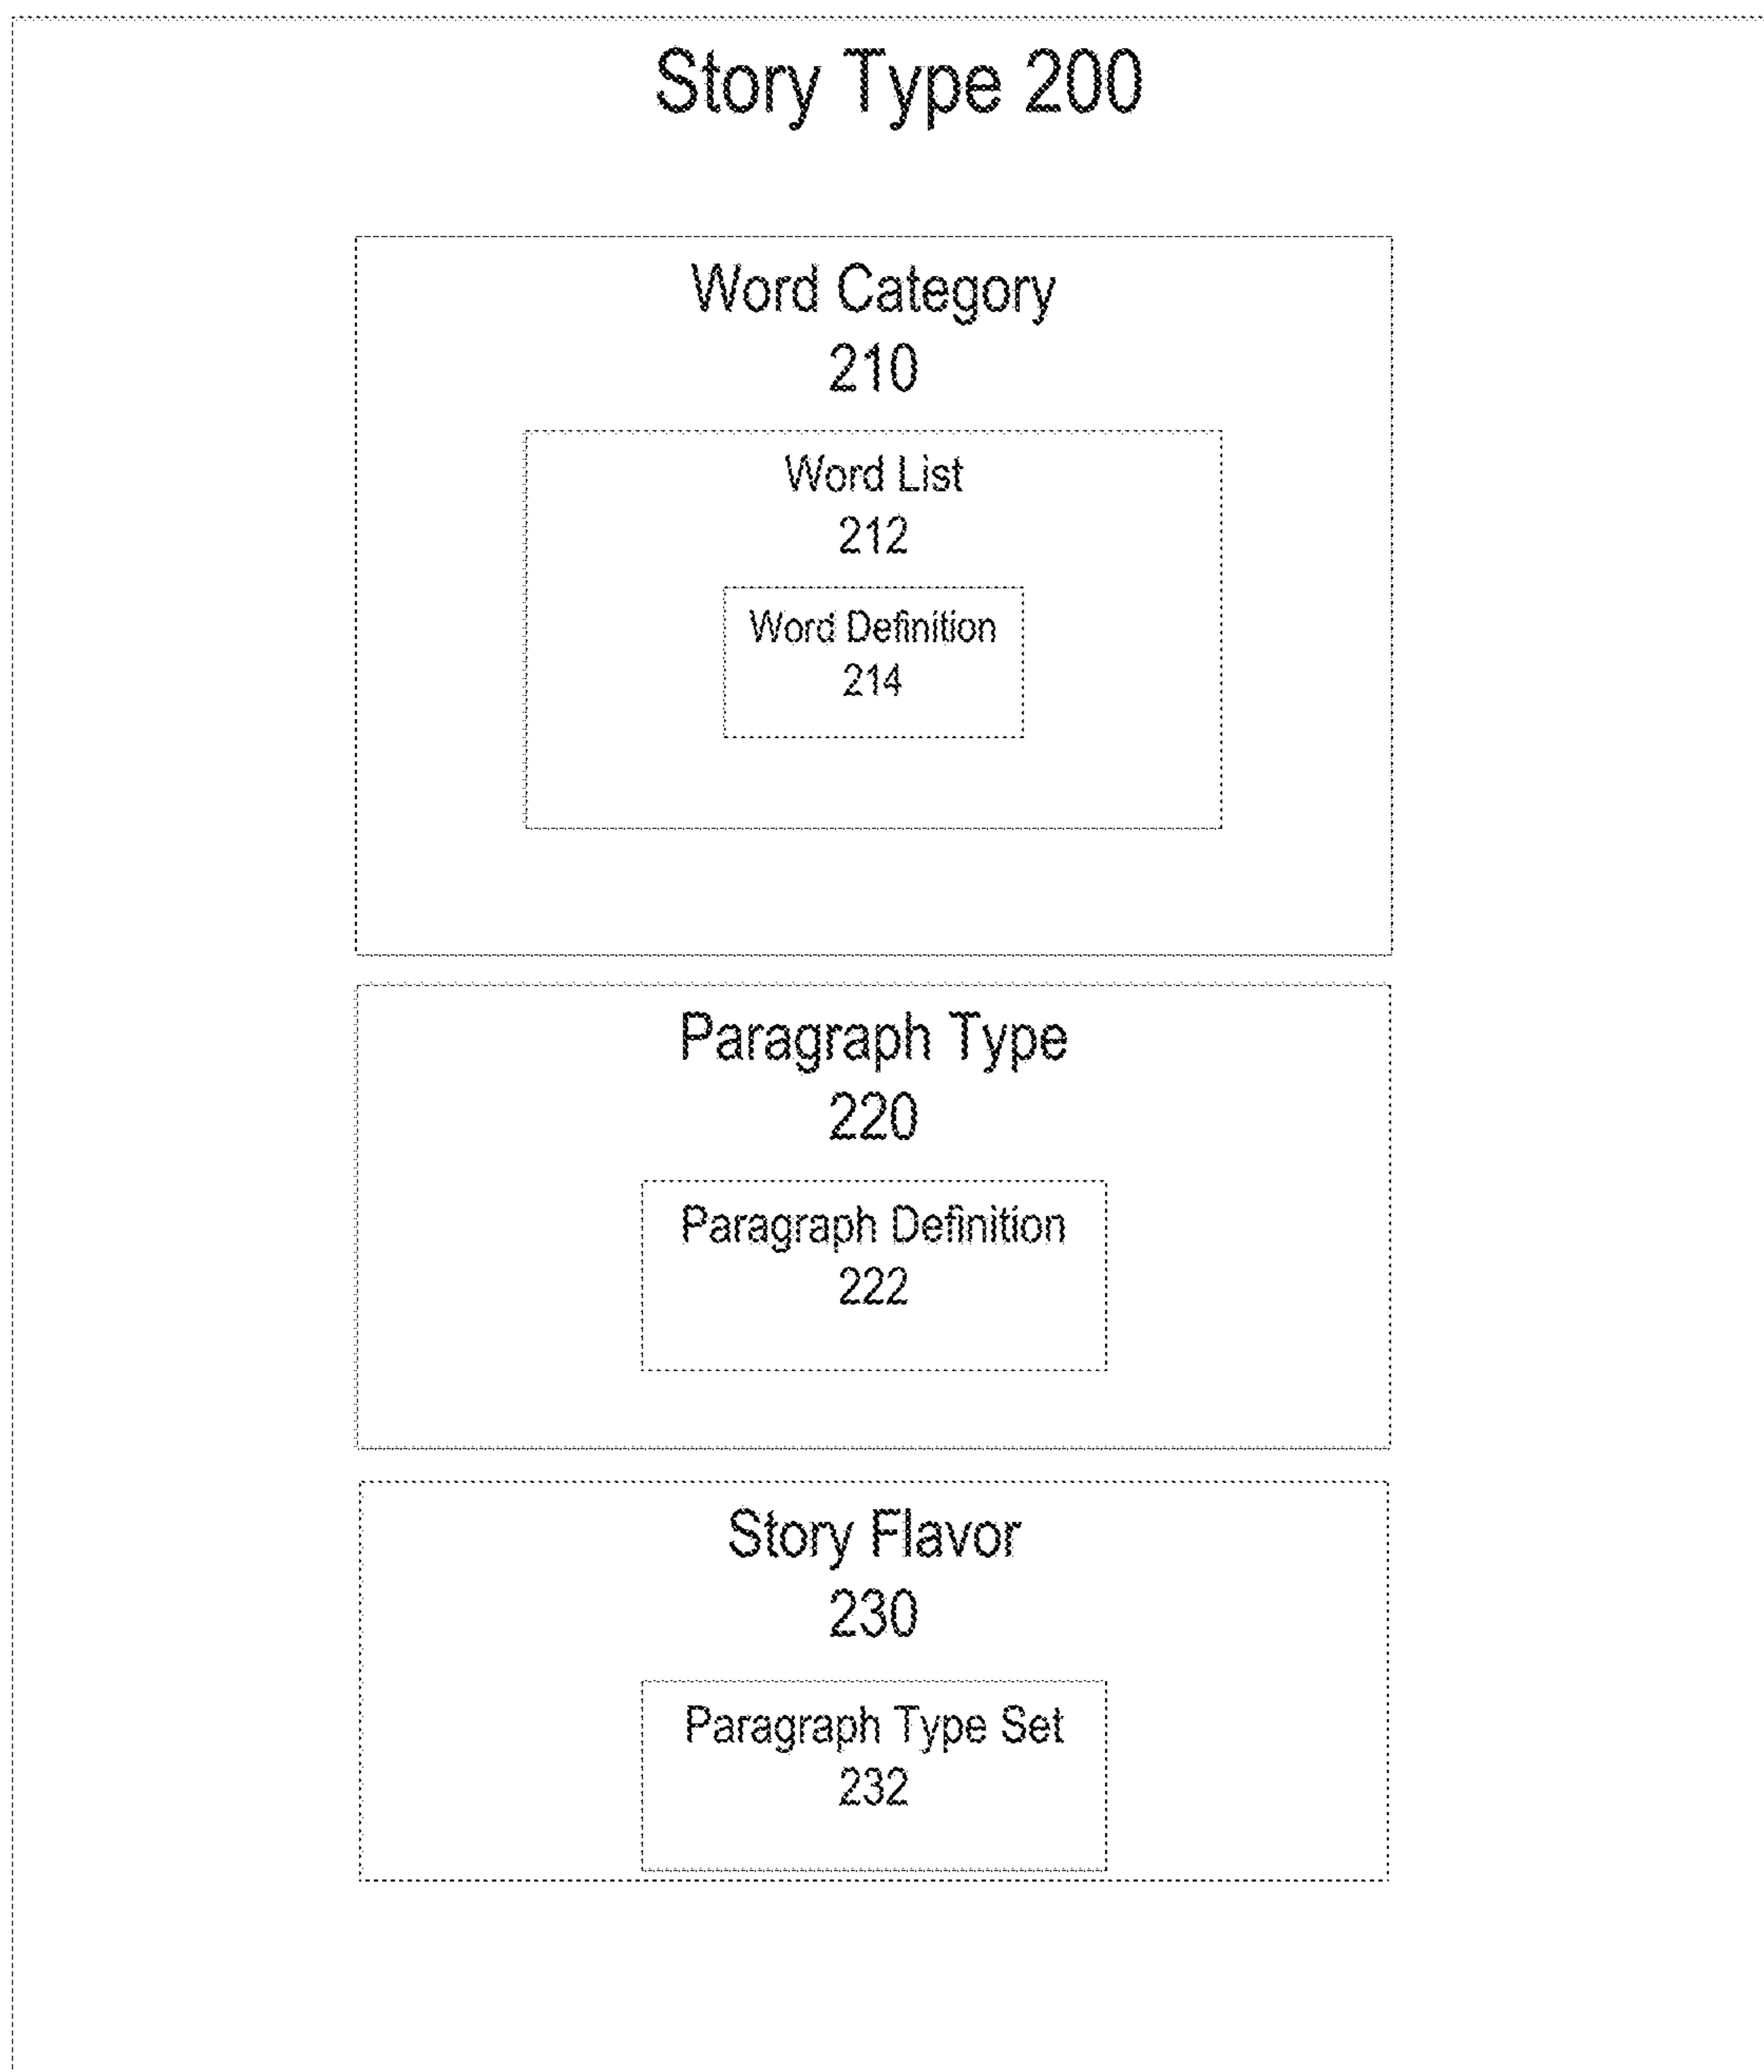 Story Type 200
Word Category
210
Word List
212
Word Definition
214
Paragraph Type
220
Paragraph Definition
222
Story Flavor
230
Paragraph Type Set
232